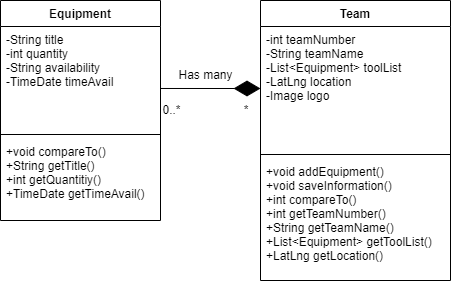 Equipment
-String title
-int quantity
-String availability
-TimeDate timeAvail
+void compareTo()
+String getTitle()
+int getQuantitiy()
+TimeDate getTimeAvail()
Has many
0..*
*
Team
-int teamNumber
-String teamName
-List<Equipment> toolList
-LatLng location
-Image logo
+void addEquipment()
+void saveInformation()
+int compareTo()
+int getTeamNumber()
+String getTeamName()
+List<Equipment> getToolList()
+LatLng getLocation()